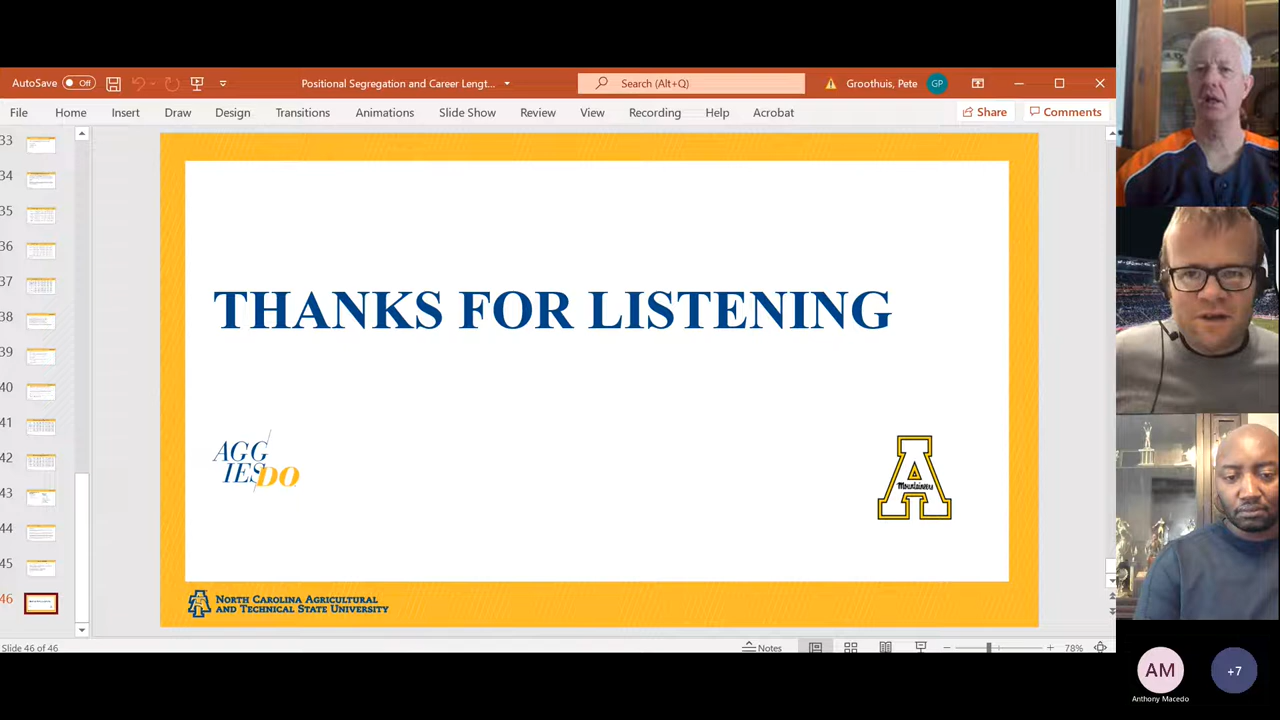 AutoSave
Off
Positional Segregation and Career Lengt...
Search (Alt+Q)
Groothuis, Pete
GP
File
Home
Insert
Draw
Design
Transitions
Animations
Slide Show
Review
View
Recording
Help
Acrobat
Share
Comments
33
34
35
36
37
38
39
40
41
42
43
44
45
46
THANKS FOR LISTENING
AGG
IESDO
A
Mountaineers
NORTH CAROLINA AGRICULTURAL
AND TECHNICAL STATE UNIVERSITY
Slide 46 of 46
Notes
78%
AM
Anthony Macedo
+7